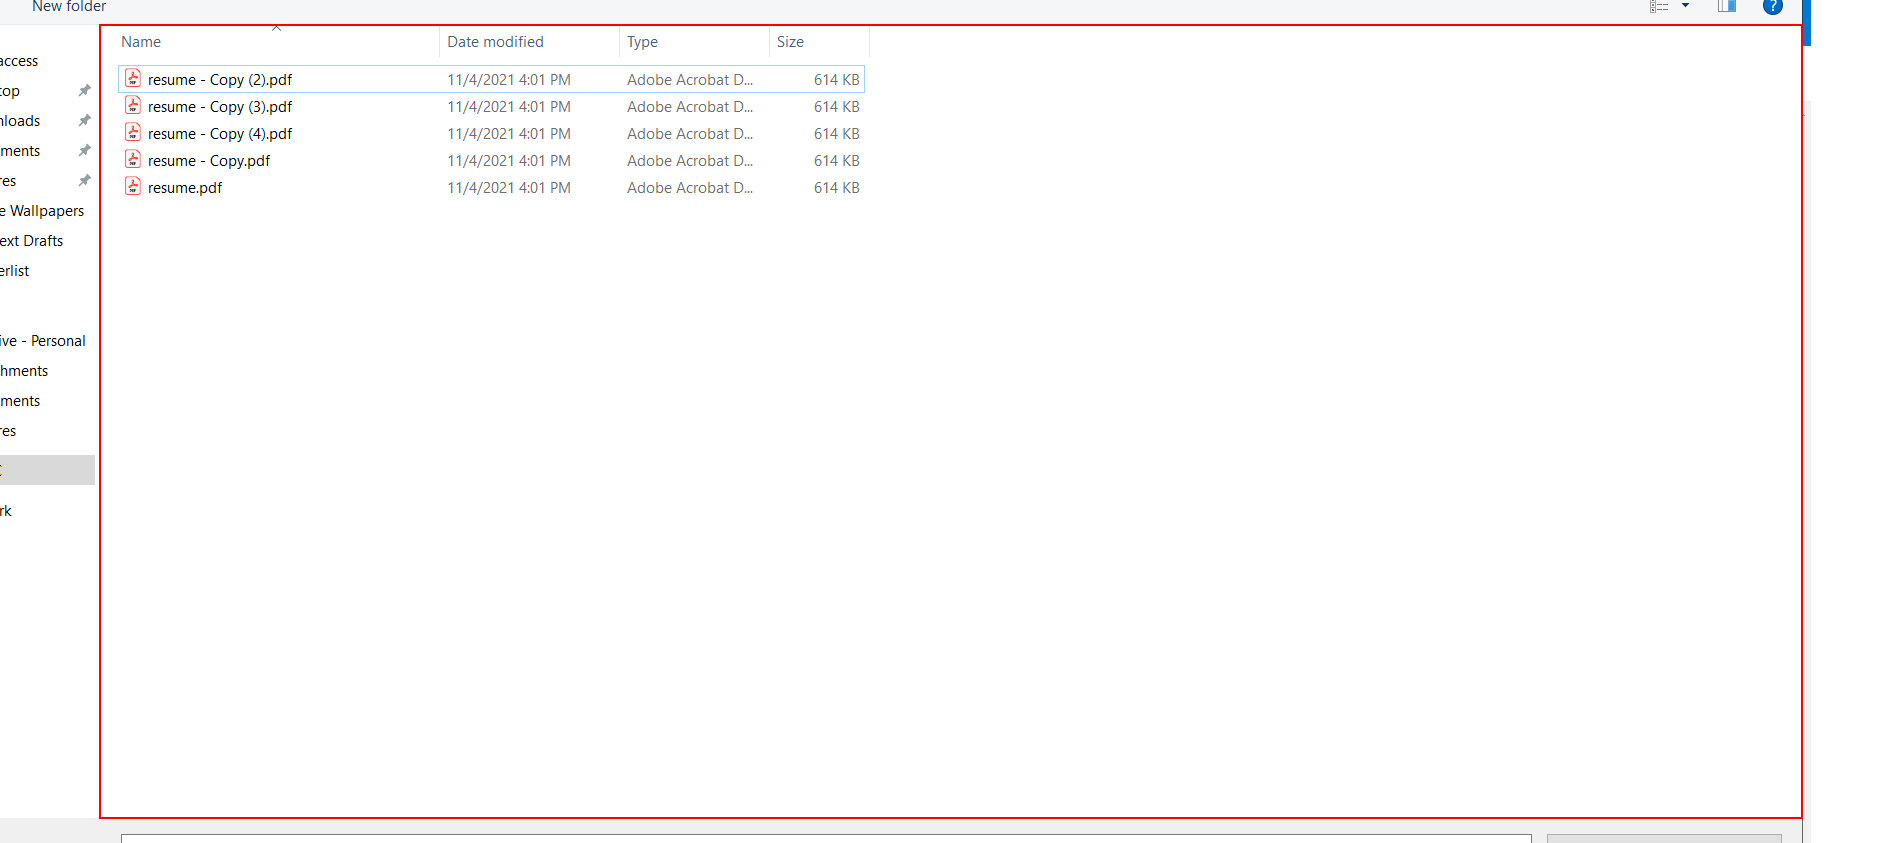 New folder
?
Name Date modified Type Size
access
resume - Copy (2).pdf 11/4/2021 4:01 PM Adobe Acrobat D... 614 KB
top
resume - Copy (3).pdf 11/4/2021 4:01 PM Adobe Acrobat D... 614 KB
nloads
resume - Copy (4).pdf 11/4/2021 4:01 PM Adobe Acrobat D... 614 KB
ments
resume - Copy.pdf 11/4/2021 4:01 PM Adobe Acrobat D... 614 KB
res
resume.pdf 11/4/2021 4:01 PM Adobe Acrobat D... 614 KB
e Wallpapers
ext Drafts
erlist
ive - Personal
hments
ments
res
rk